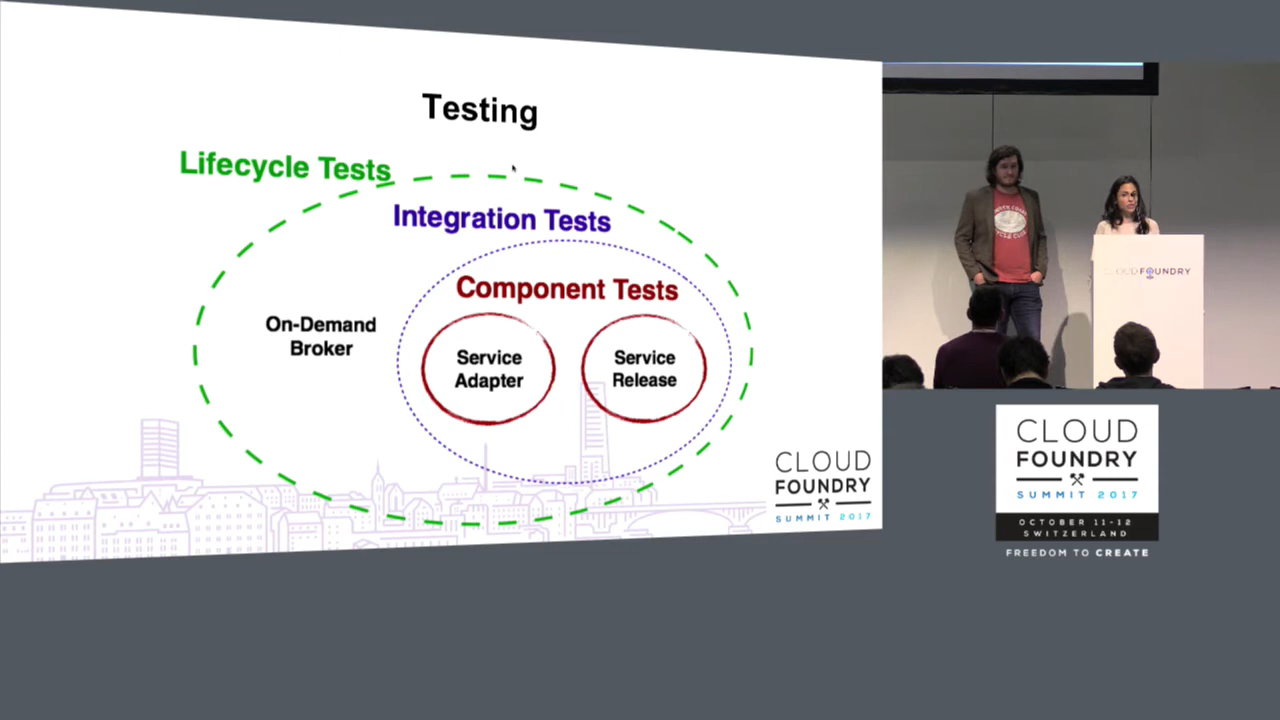 Testing
Lifecycle Tests
Integration Tests
Component Tests
On-Demand
Broker
Service
Adapter
Service
Release
CLOUD
FOUNDRY
SUMMIT 2017
CLOUD FOUNDRY
CLOUD
FOUNDRY
SUMMIT 2017
OCTOBER 11-12
SWITZERLAND
FREEDOM TO CREATE